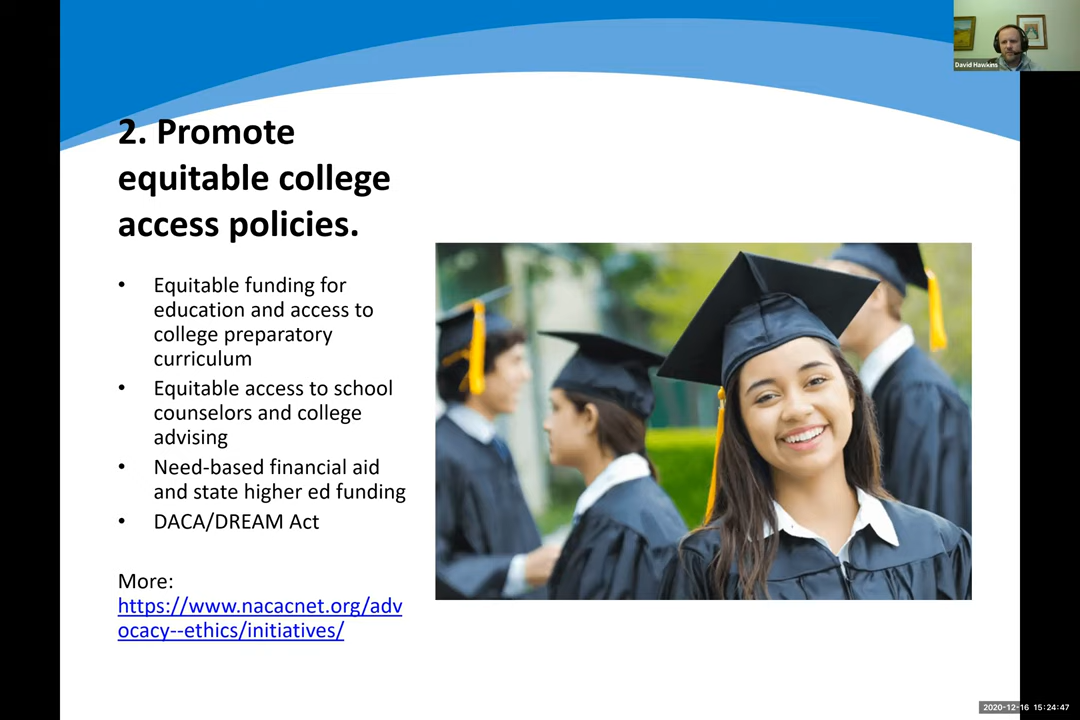 David Hawkins
2. Promote
equitable college
access policies.
• Equitable funding for
education and access to
college preparatory
curriculum
• Equitable access to school
counselors and college
advising
• Need-based financial aid
and state higher ed funding
• DACA/DREAM Act
More:
https://www.nacacnet.org/adv
ocacy--ethics/initiatives/
2020-12-16 15:24:47